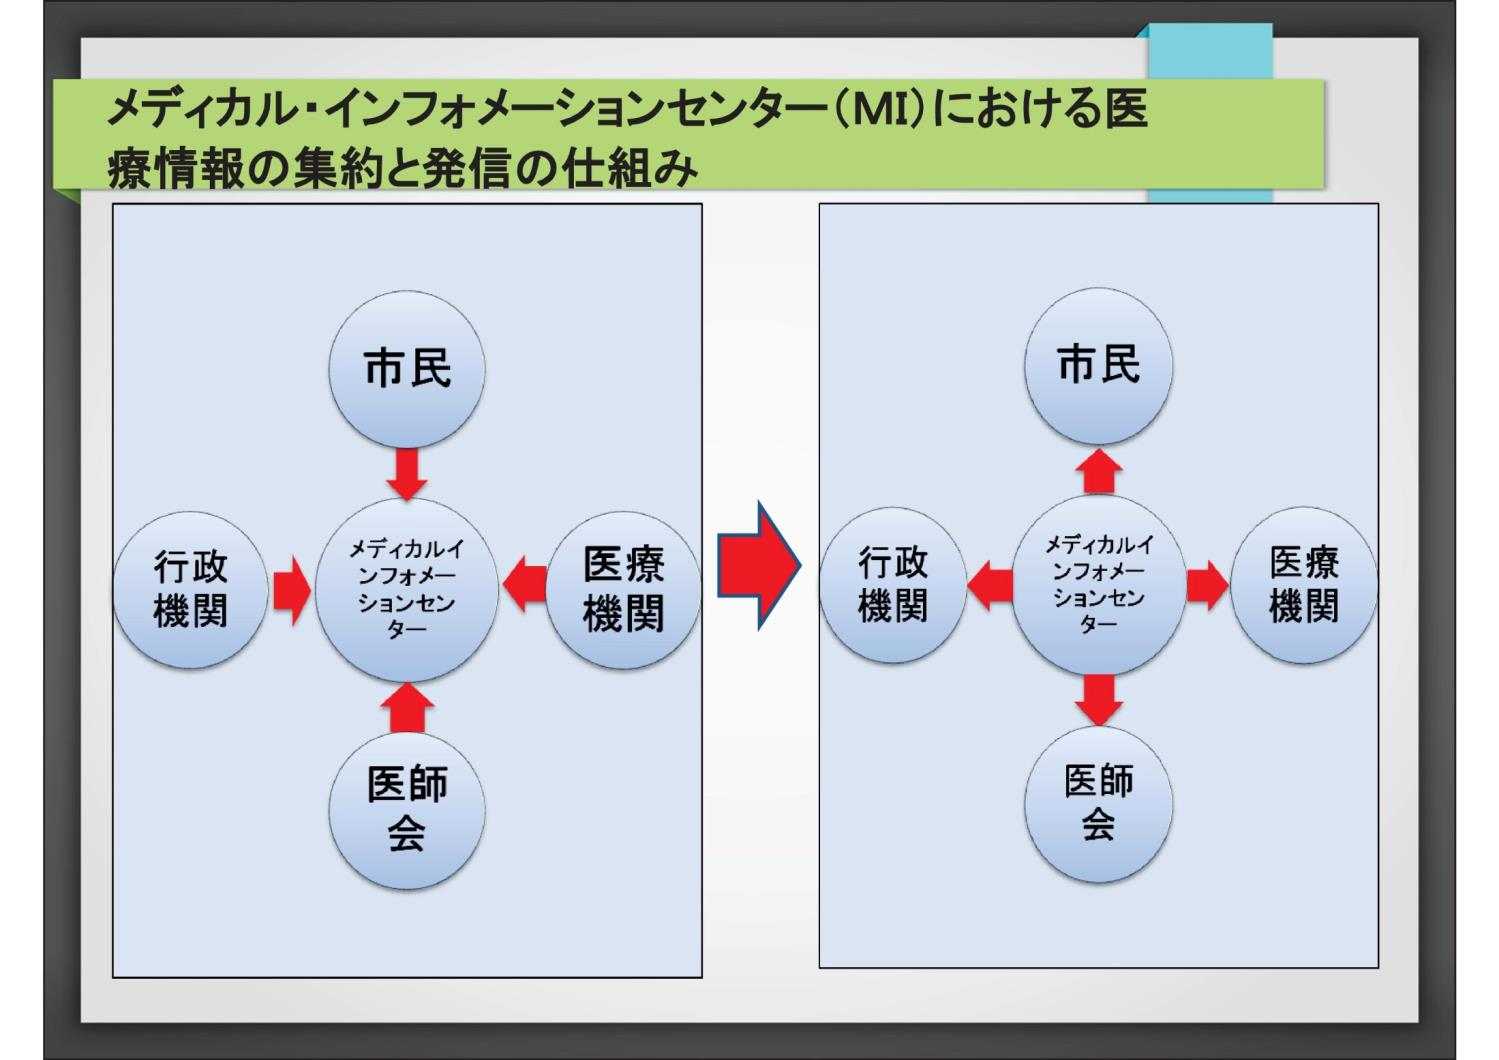 メディカル・インフォメーションセンター（MI）における医
療情報の集約と発信の仕組み
市民
行政
機関
メディカルイ
ンフォメー
ションセン
ター
医療
機関
医師
会
市民
行政
機関
メディカルイ
ンフォメー
ションセン
ター
医療
機関
医師
会